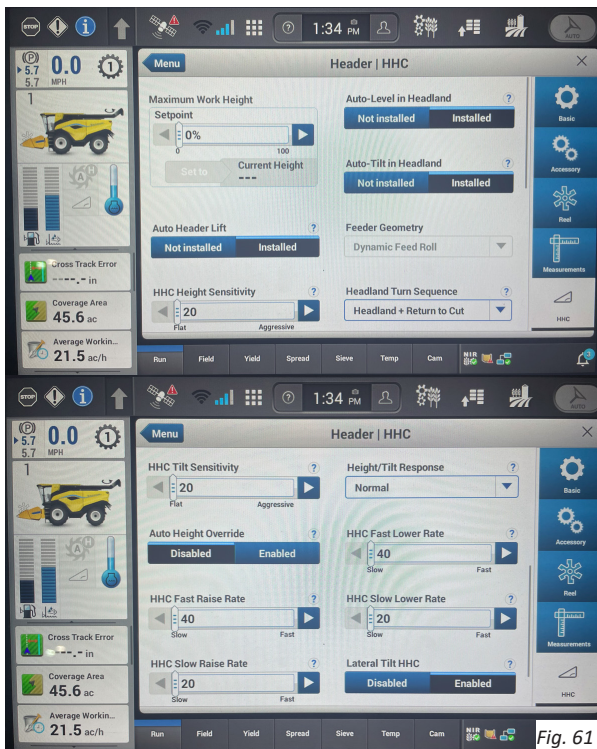 STOP
i
?
1:34 PM
AUTO
(P)
5.7
5.7
0.0
MPH
1
Menu
Header | HHC
1
Maximum Work Height
Setpoint
0%
0
100
Set to
Current Height
---
Auto Header Lift
?
Not installed
Installed
HHC Height Sensitivity
?
20
Flat
Aggressive
Auto-Level in Headland
?
Not installed
Installed
Auto-Tilt in Headland
?
Not installed
Installed
Feeder Geometry
Dynamic Feed Roll
Headland Turn Sequence
?
Headland + Return to Cut
Basic
Accessory
Reel
Measurements
HHC
A
H
Cross Track Error
----.- in
Coverage Area
45.6 ac
Average Workin...
21.5 ac/h
Run
Field
Yield
Spread
Sieve
Temp
Cam
NIR
3
STOP
i
?
1:34 PM
AUTO
(P)
5.7
5.7
0.0
MPH
1
Menu
Header | HHC
1
HHC Tilt Sensitivity
?
20
Flat
Aggressive
Auto Height Override
?
Disabled
Enabled
HHC Fast Raise Rate
?
40
Slow
Fast
HHC Slow Raise Rate
?
20
Slow
Fast
Height/Tilt Response
?
Normal
HHC Fast Lower Rate
?
40
Slow
Fast
HHC Slow Lower Rate
?
20
Slow
Fast
Lateral Tilt HHC
?
Disabled
Enabled
Basic
Accessory
Reel
Measurements
HHC
A
H
Cross Track Error
----.- in
Coverage Area
45.6 ac
Average Workin...
21.5 ac/h
Run
Field
Yield
Spread
Sieve
Temp
Cam
NIR
Fig. 61